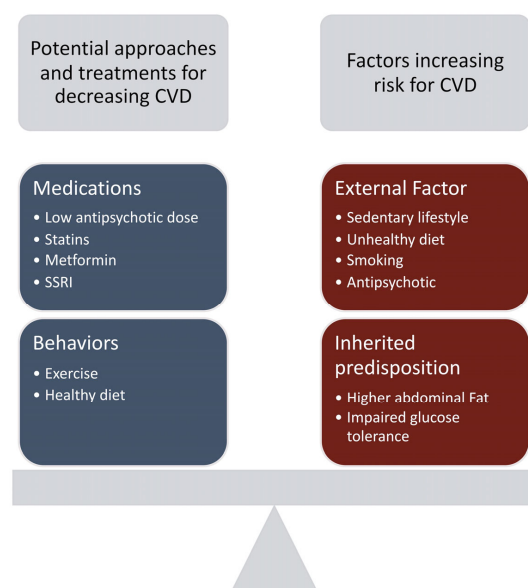 Potential approaches
and treatments for
decreasing CVD
Factors increasing
risk for CVD
Medications
• Low antipsychotic dose
• Statins
• Metformin
• SSRI
External Factor
• Sedentary lifestyle
• Unhealthy diet
• Smoking
• Antipsychotic
Behaviors
• Exercise
• Healthy diet
Inherited
predisposition
• Higher abdominal Fat
• Impaired glucose
tolerance